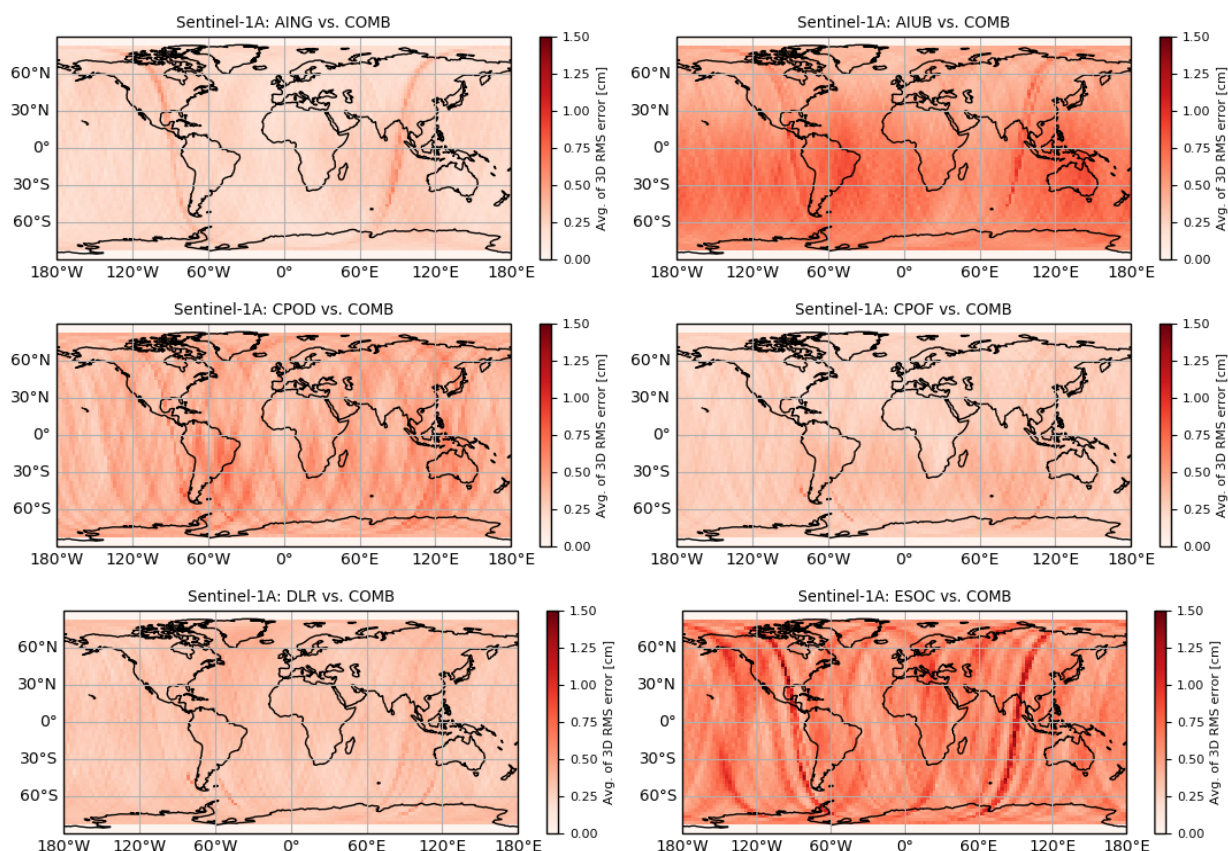 Sentinel-1A: AING vs. COMB
60°N
30°N
0°
30°S
60°S
180°W 120°W 60°W 0° 60°E 120°E 180°E
1.50
1.25
1.00
0.75
0.50
0.25
0.00
Avg. of 3D RMS error [cm]
Sentinel-1A: AIUB vs. COMB
60°N
30°N
0°
30°S
60°S
180°W 120°W 60°W 0° 60°E 120°E 180°E
1.50
1.25
1.00
0.75
0.50
0.25
0.00
Avg. of 3D RMS error [cm]
Sentinel-1A: CPOD vs. COMB
60°N
30°N
0°
30°S
60°S
180°W 120°W 60°W 0° 60°E 120°E 180°E
1.50
1.25
1.00
0.75
0.50
0.25
0.00
Avg. of 3D RMS error [cm]
Sentinel-1A: CPOF vs. COMB
60°N
30°N
0°
30°S
60°S
180°W 120°W 60°W 0° 60°E 120°E 180°E
1.50
1.25
1.00
0.75
0.50
0.25
0.00
Avg. of 3D RMS error [cm]
Sentinel-1A: DLR vs. COMB
60°N
30°N
0°
30°S
60°S
180°W 120°W 60°W 0° 60°E 120°E 180°E
1.50
1.25
1.00
0.75
0.50
0.25
0.00
Avg. of 3D RMS error [cm]
Sentinel-1A: ESOC vs. COMB
60°N
30°N
0°
30°S
60°S
180°W 120°W 60°W 0° 60°E 120°E 180°E
1.50
1.25
1.00
0.75
0.50
0.25
0.00
Avg. of 3D RMS error [cm]